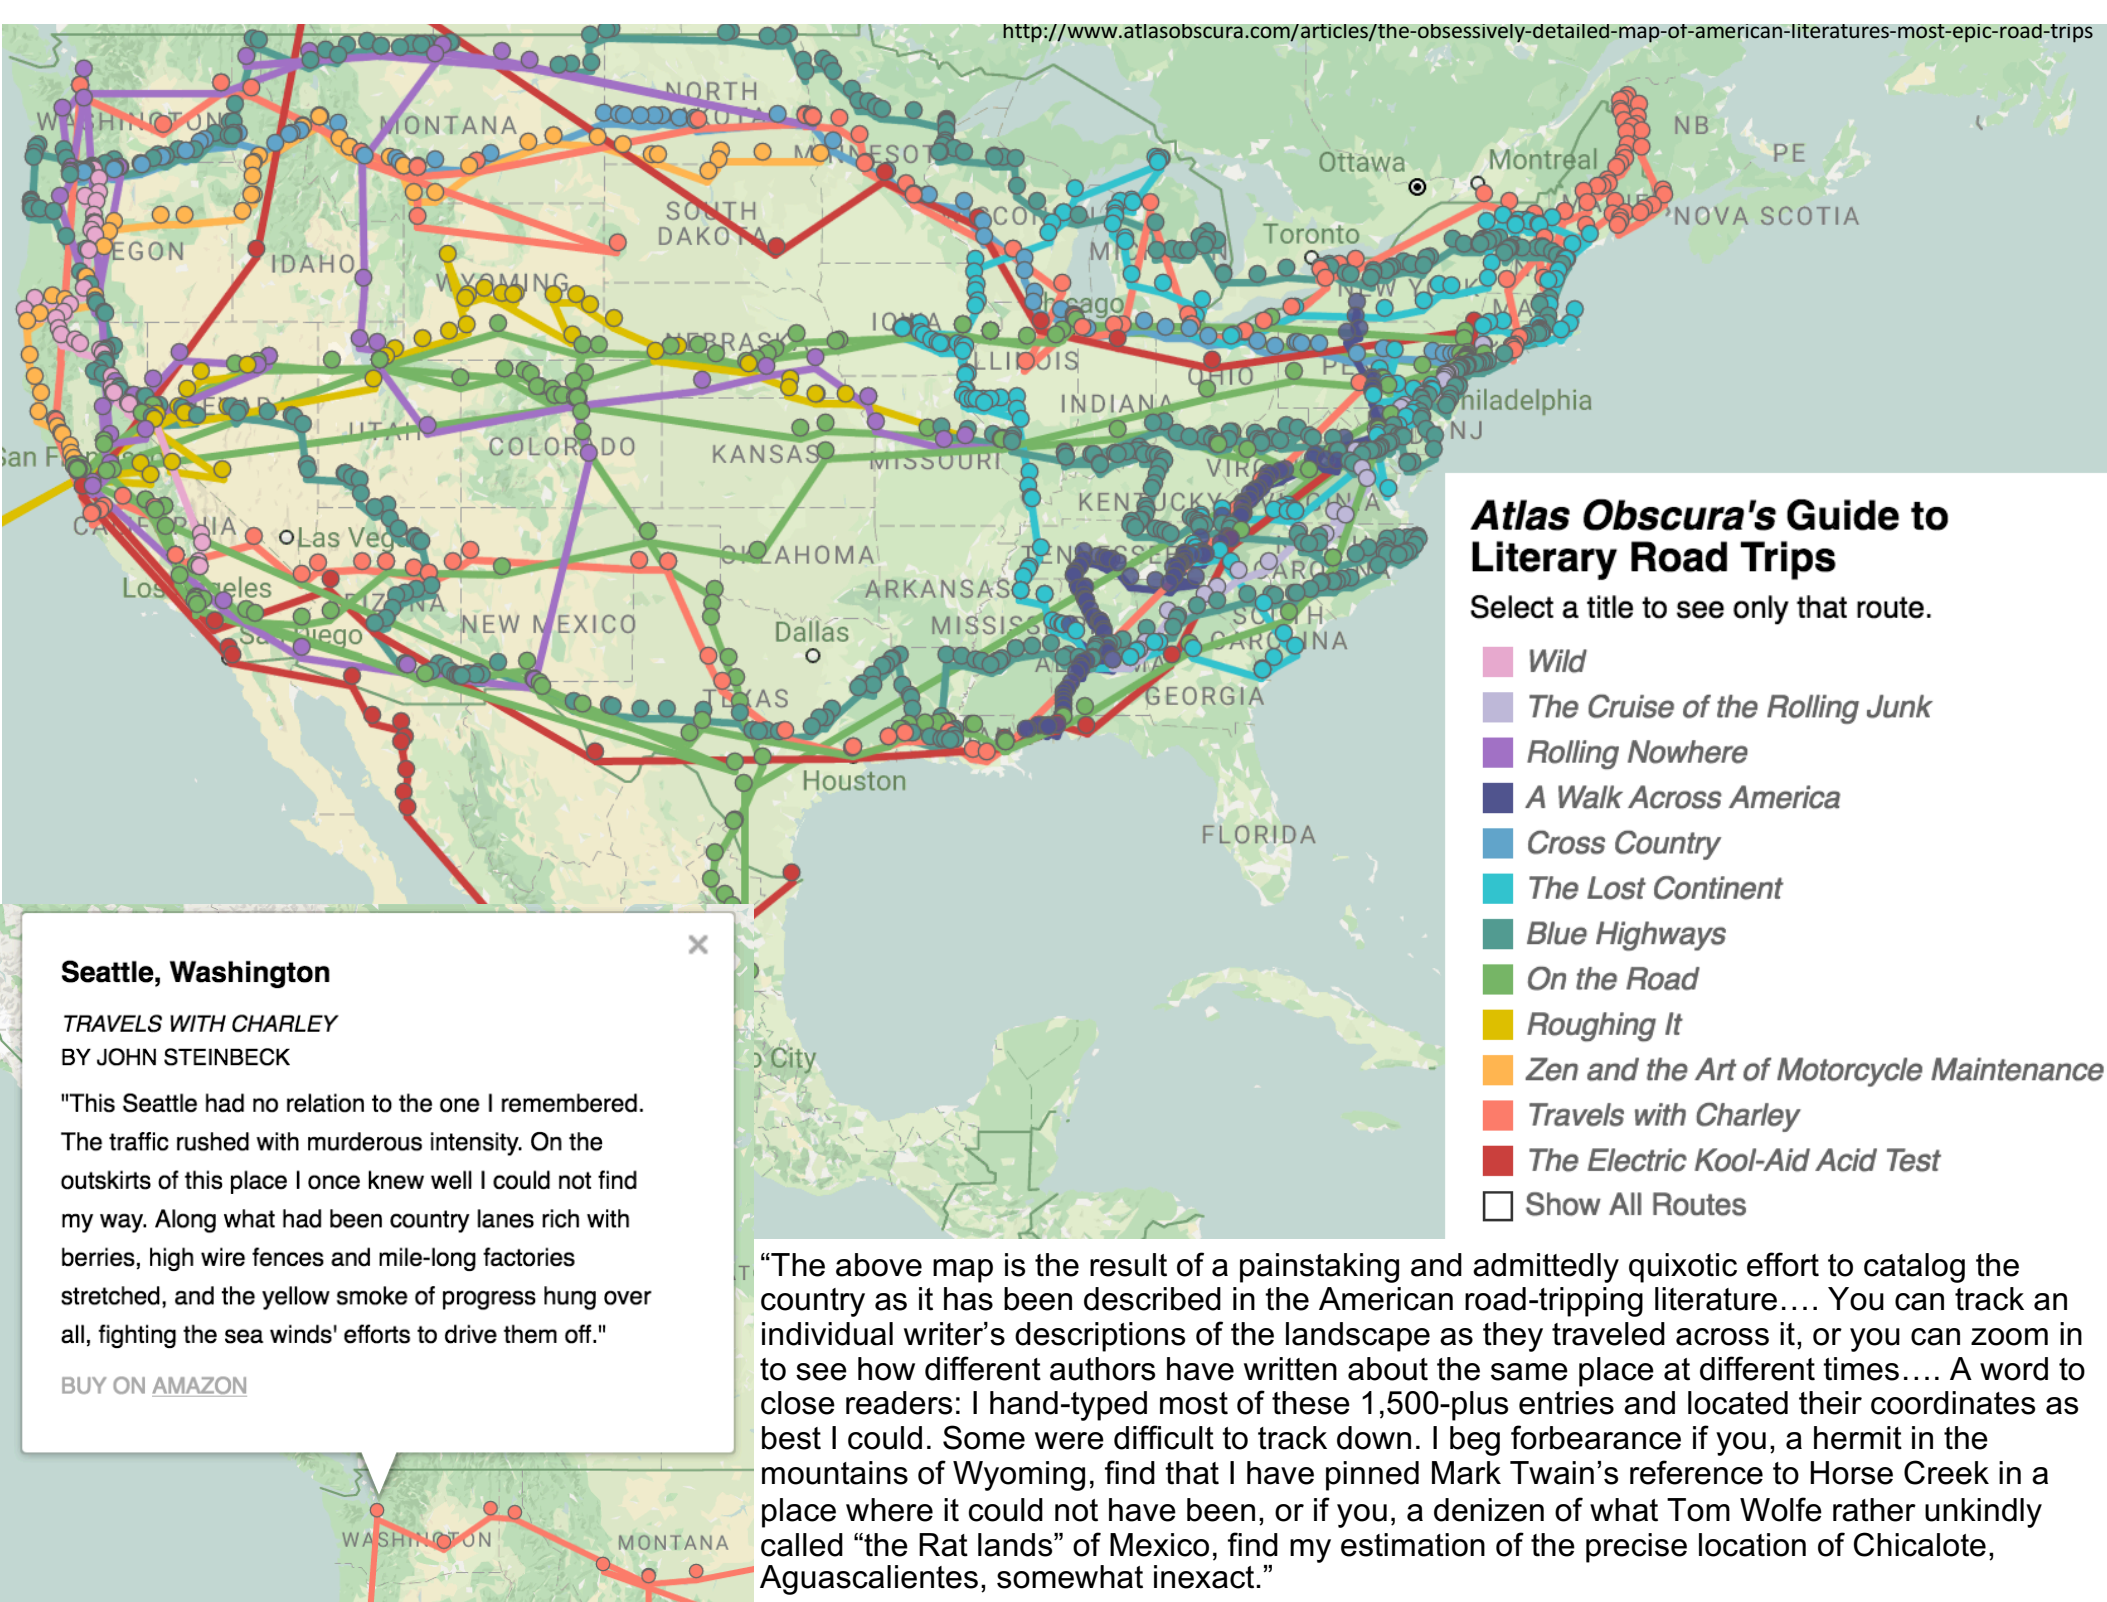 http://www.atlasobscura.com/articles/the-obsessively-detailed-map-of-american-literatures-most-epic-road-trips
NORTH
WASHINGTON
MONTANA
NB
PE
Ottawa
Montreal
SOUTH
DAKOTA
NOVA SCOTIA
Toronto
EGON
IDAHO
WYOMING
NEW YORK
IOWA
ILLINOIS
OHIO
INDIANA
hiladelphia
NJ
UTAH
COLORADO
KANSAS
MISSOURI
KENTUCKY
Las Veg
OKLAHOMA
TENNESSEE
ARKANSAS
Los
eles
NEW MEXICO
Dallas
San Diego
SOUTH
CAROLINA
GEORGIA
TEXAS
Houston
FLORIDA
o City
Atlas Obscura's Guide to
Literary Road Trips
Select a title to see only that route.
Wild
The Cruise of the Rolling Junk
Rolling Nowhere
A Walk Across America
Cross Country
The Lost Continent
Blue Highways
On the Road
Roughing It
Zen and the Art of Motorcycle Maintenance
Travels with Charley
The Electric Kool-Aid Acid Test
Show All Routes
×
Seattle, Washington
TRAVELS WITH CHARLEY
BY JOHN STEINBECK
"This Seattle had no relation to the one I remembered.
The traffic rushed with murderous intensity. On the
outskirts of this place I once knew well I could not find
my way. Along what had been country lanes rich with
berries, high wire fences and mile-long factories
stretched, and the yellow smoke of progress hung over
all, fighting the sea winds' efforts to drive them off."
BUY ON AMAZON
WASHINGTON
MONTANA
“The above map is the result of a painstaking and admittedly quixotic effort to catalog the
country as it has been described in the American road-tripping literature…. You can track an
individual writer’s descriptions of the landscape as they traveled across it, or you can zoom in
to see how different authors have written about the same place at different times…. A word to
close readers: I hand-typed most of these 1,500-plus entries and located their coordinates as
best I could. Some were difficult to track down. I beg forbearance if you, a hermit in the
mountains of Wyoming, find that I have pinned Mark Twain’s reference to Horse Creek in a
place where it could not have been, or if you, a denizen of what Tom Wolfe rather unkindly
called “the Rat lands” of Mexico, find my estimation of the precise location of Chicalote,
Aguascalientes, somewhat inexact.”